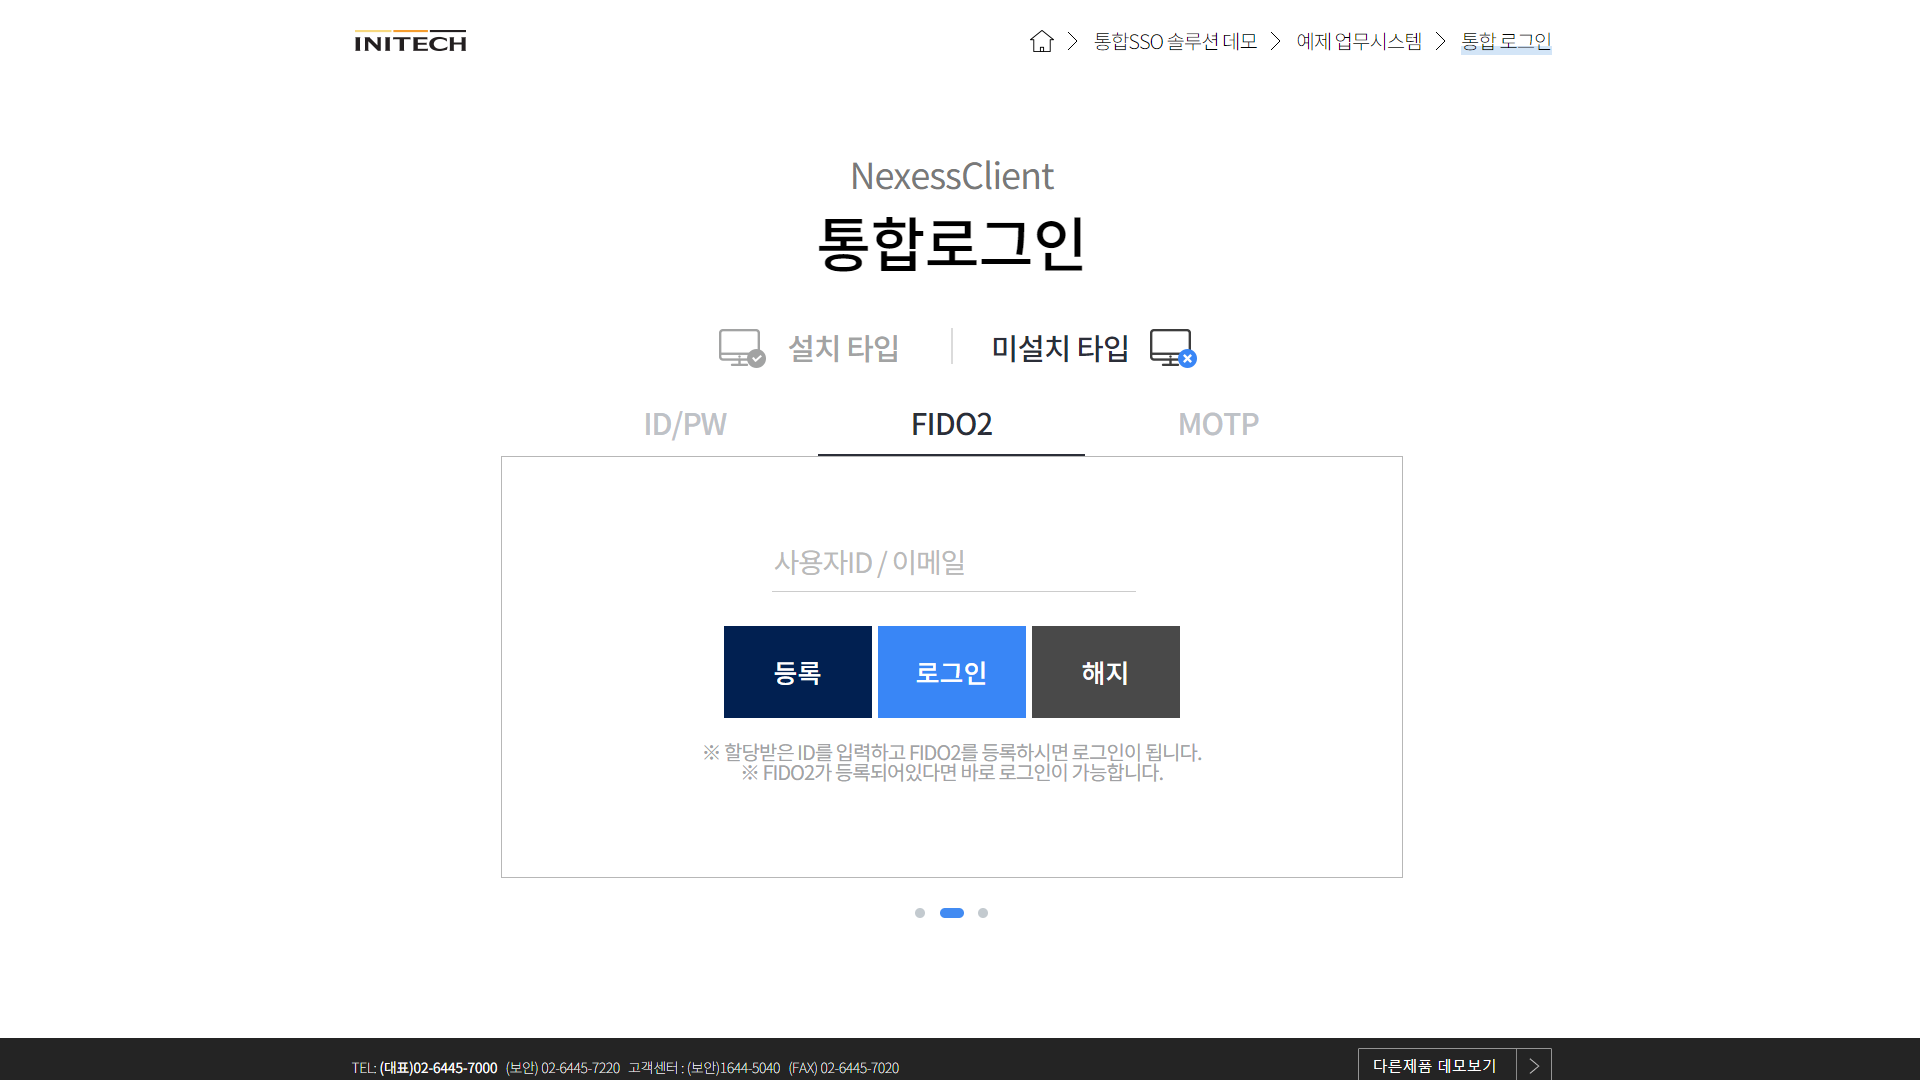 INITECH
통합SSO 솔루션 데모 예제 업무시스템 통합 로그인
NexessClient
통합로그인
설치 타입 미설치 타입
ID/PW FIDO2 MOTP
사용자ID / 이메일
등록 로그인 해지
※ 할당받은 ID를 입력하고 FIDO2를 등록하시면 로그인이 됩니다.
※ FIDO2가 등록되어있다면 바로 로그인이 가능합니다.
TEL: (대표)02-6445-7000 (보안) 02-6445-7220 고객센터 : (보안)1644-5040 (FAX) 02-6445-7020
다른제품 데모보기